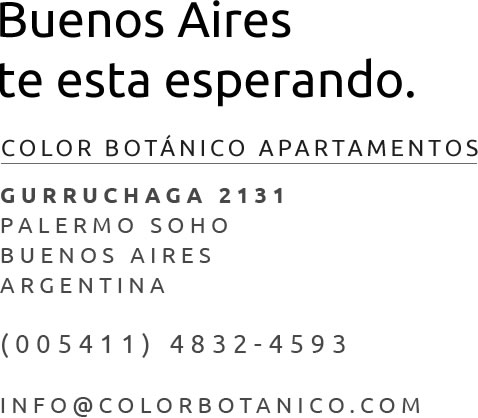 Buenos Aires
te esta esperando.
COLOR BOTÁNICO APARTAMENTOS
GURRUCHAGA 2131
PALERMO SOHO
BUENOS AIRES
ARGENTINA
(005411) 4832-4593
INFO@COLORBOTANICO.COM